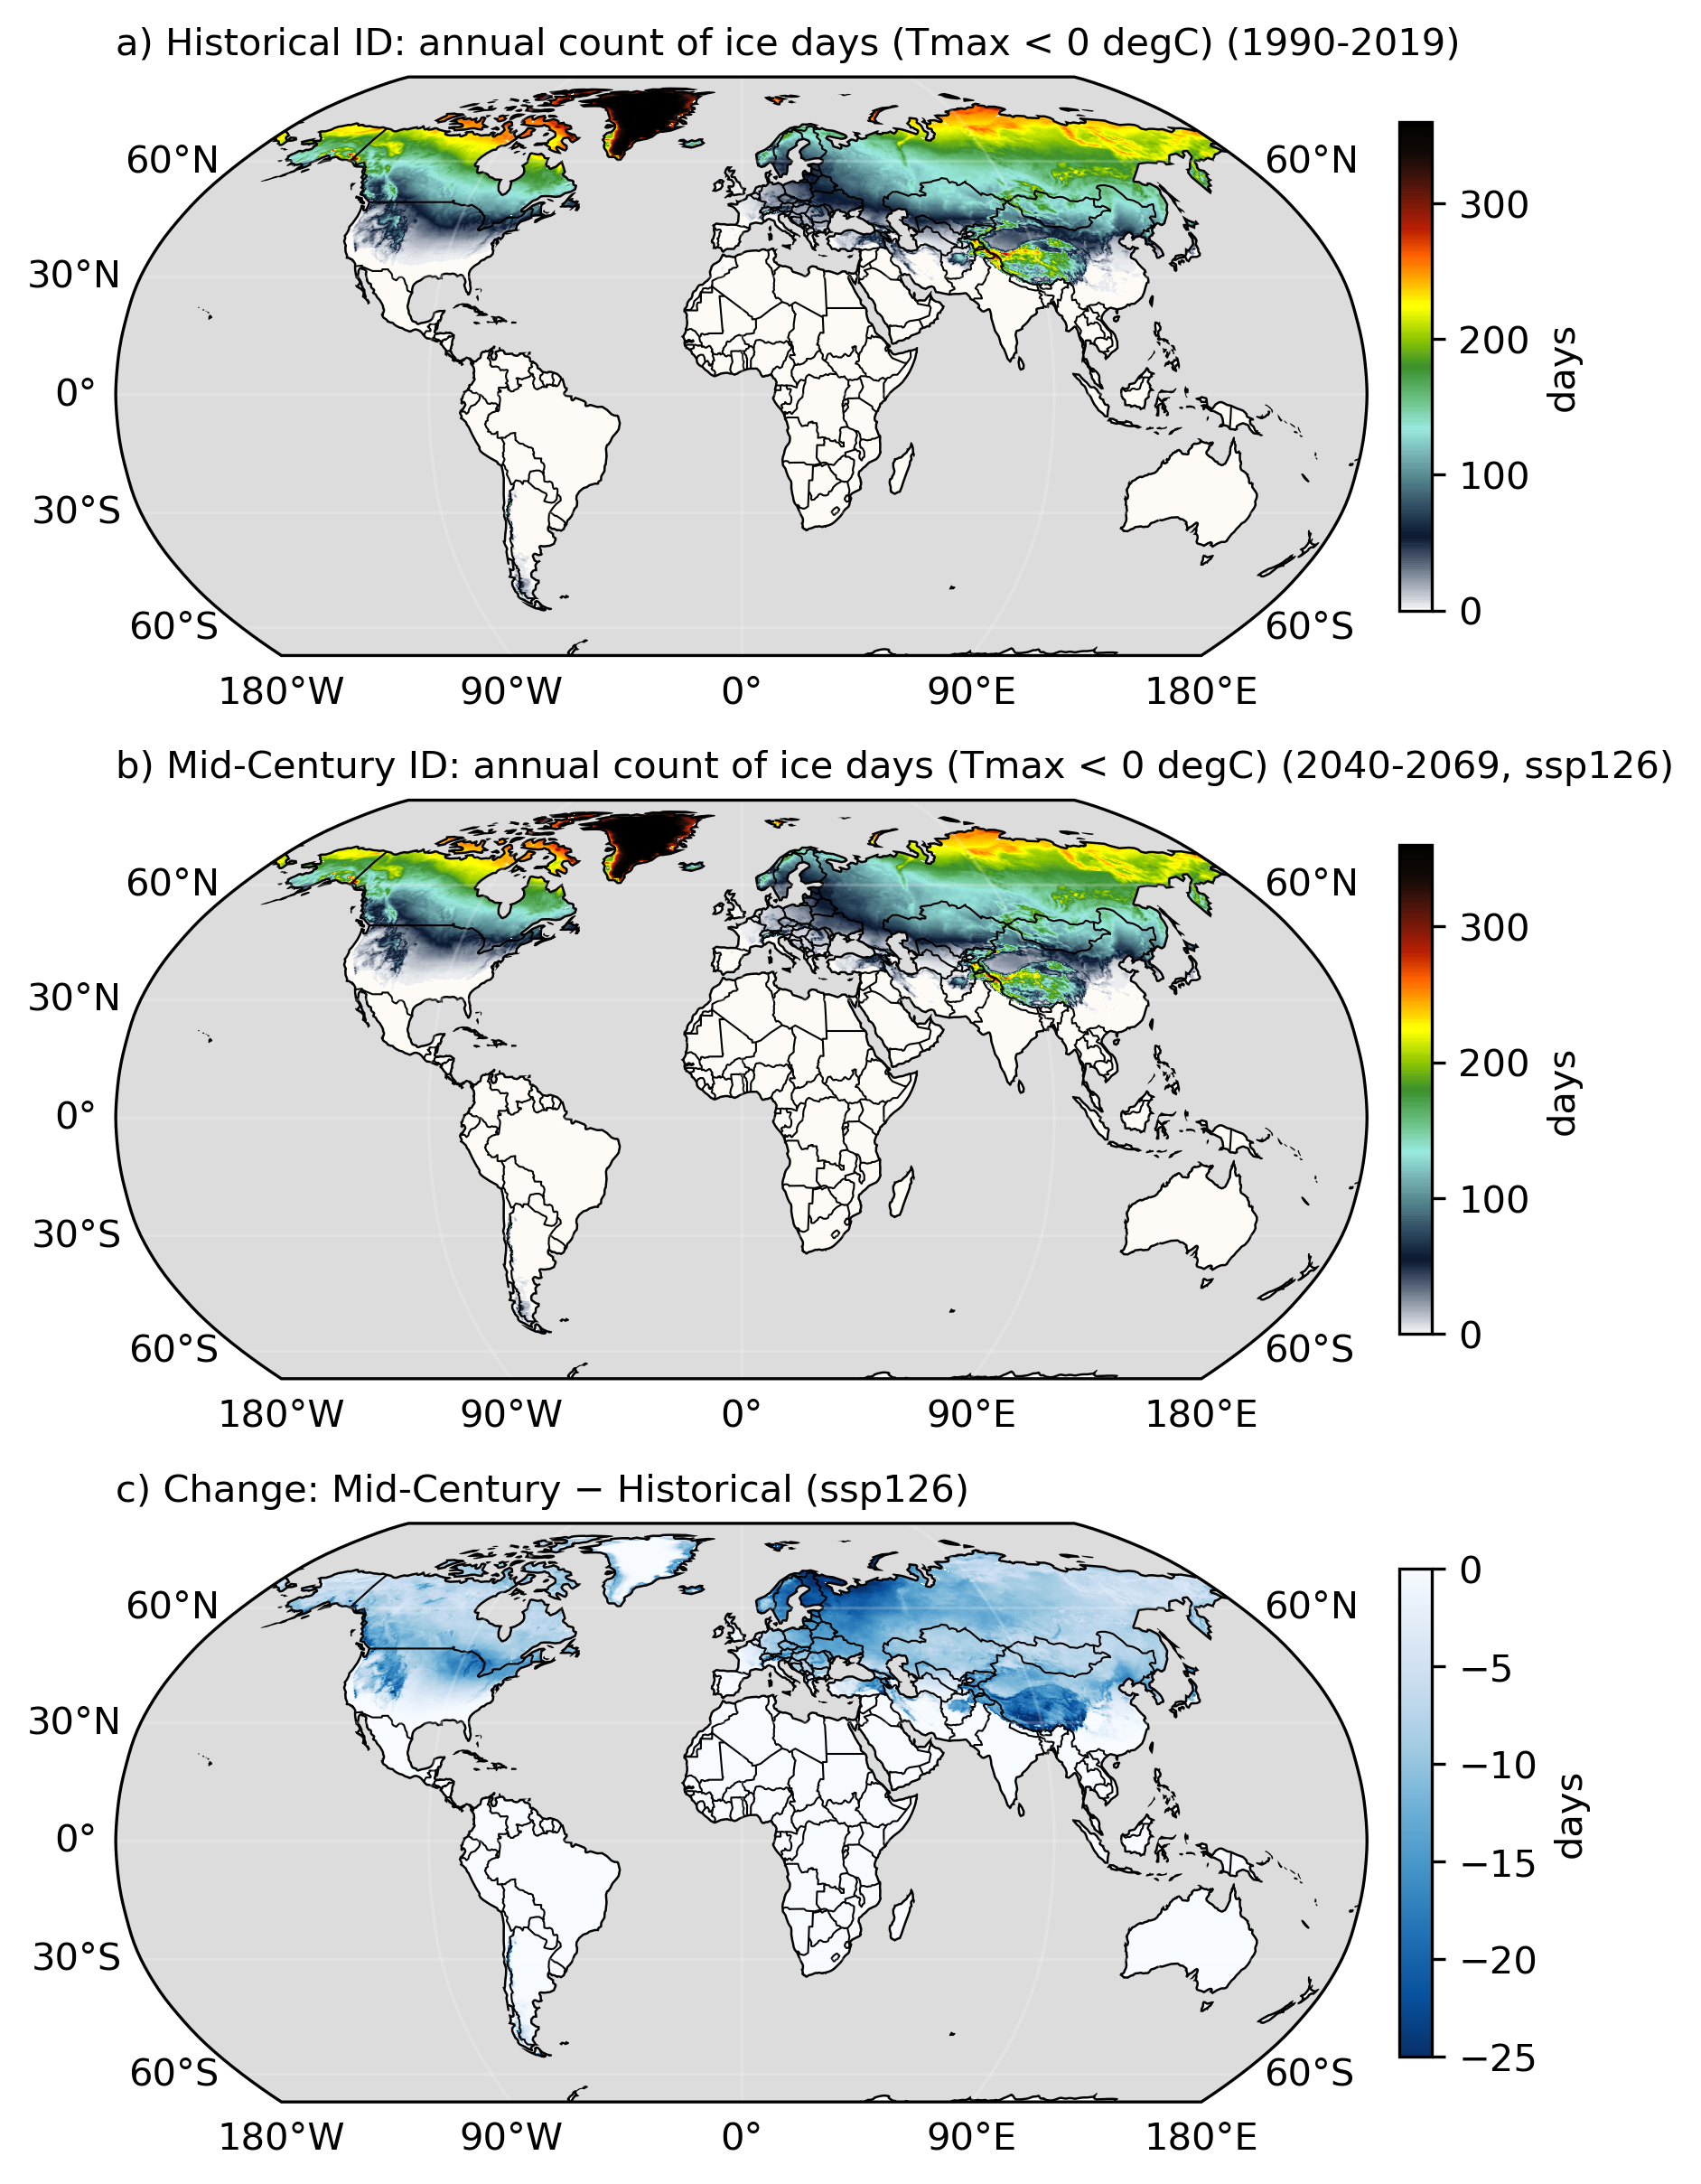 a) Historical ID: annual count of ice days (Tmax < 0 degC) (1990-2019)
60°N 60°N
30°N
0°
30°S
60°S 60°S
180°W 90°W 0° 90°E 180°E
300
200
100
0
days
b) Mid-Century ID: annual count of ice days (Tmax < 0 degC) (2040-2069, ssp126)
60°N 60°N
30°N
0°
30°S
60°S 60°S
180°W 90°W 0° 90°E 180°E
300
200
100
0
days
c) Change: Mid-Century − Historical (ssp126)
60°N 60°N
30°N
0°
30°S
60°S 60°S
180°W 90°W 0° 90°E 180°E
0
−5
−10
−15
−20
−25
days